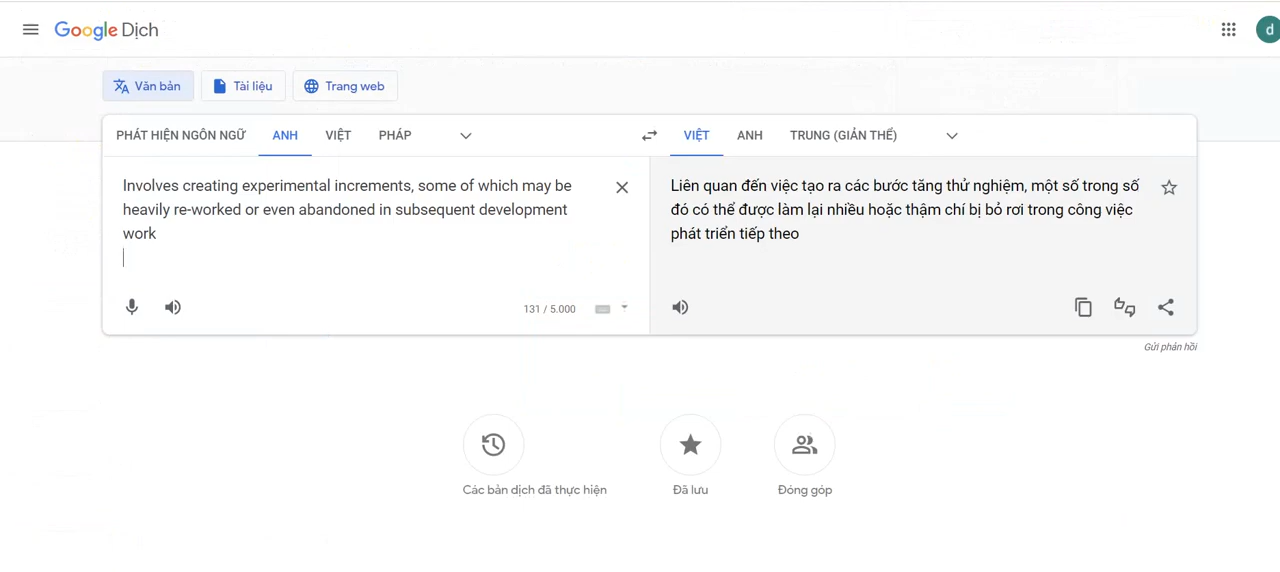 Google Dịch
d
Văn bản
Tài liệu
Trang web
PHÁT HIỆN NGÔN NGỮ
ANH
VIỆT
PHÁP
VIỆT
ANH
TRUNG (GIẢN THỂ)
Involves creating experimental increments, some of which may be
heavily re-worked or even abandoned in subsequent development
work
131 / 5.000
Liên quan đến việc tạo ra các bước tăng thử nghiệm, một số trong số
đó có thể được làm lại nhiều hoặc thậm chí bị bỏ rơi trong công việc
phát triển tiếp theo
Gửi phản hồi
Các bản dịch đã thực hiện
Đã lưu
Đóng góp